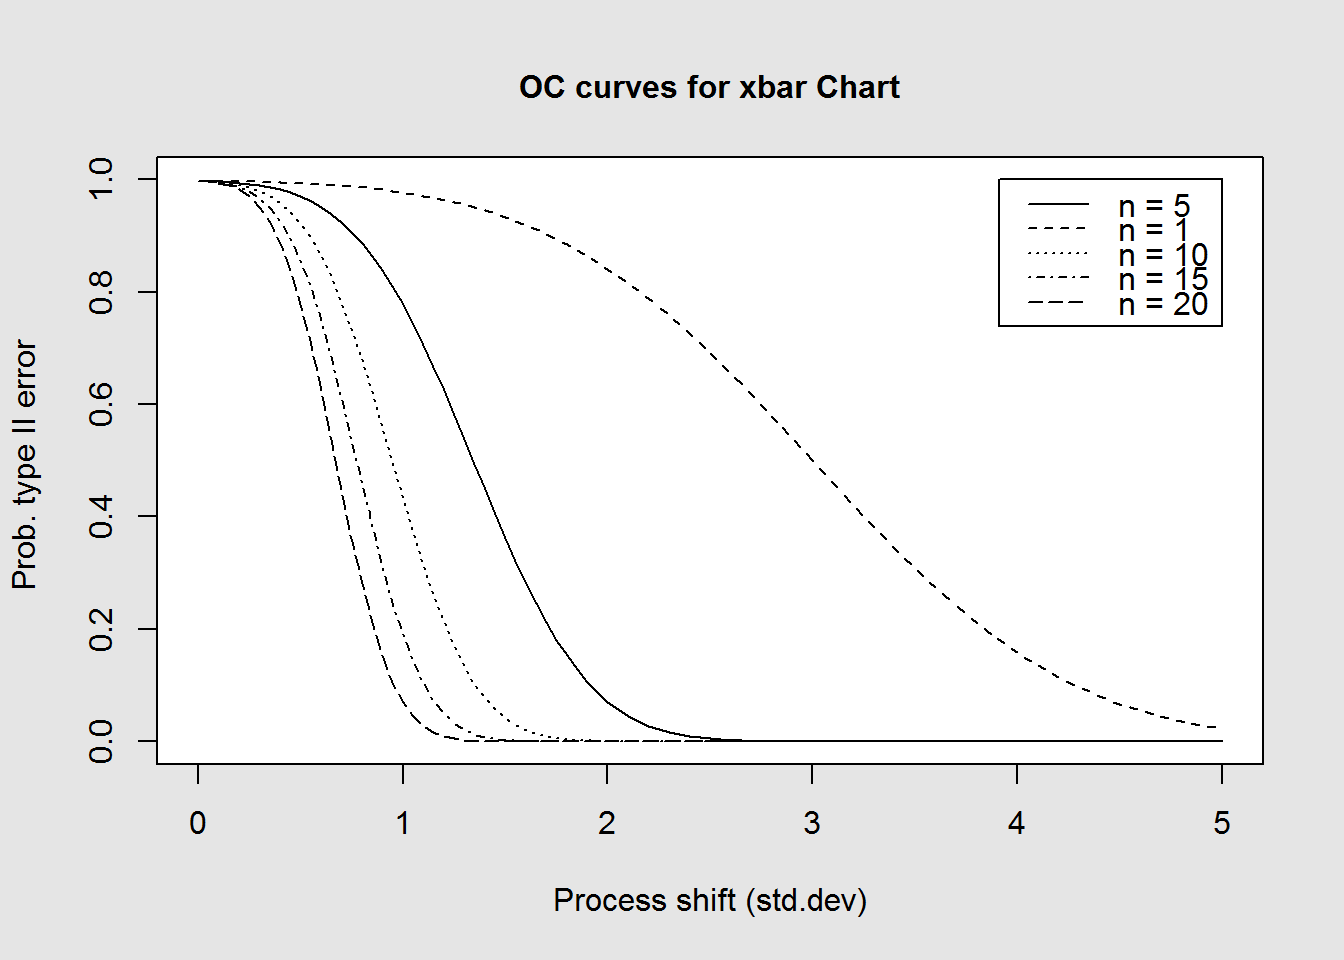 OC curves for xbar Chart
Prob. type II error
1.0
0.8
0.6
0.4
0.2
0.0
n = 5
n = 1
n = 10
n = 15
n = 20
0 1 2 3 4 5
Process shift (std.dev)